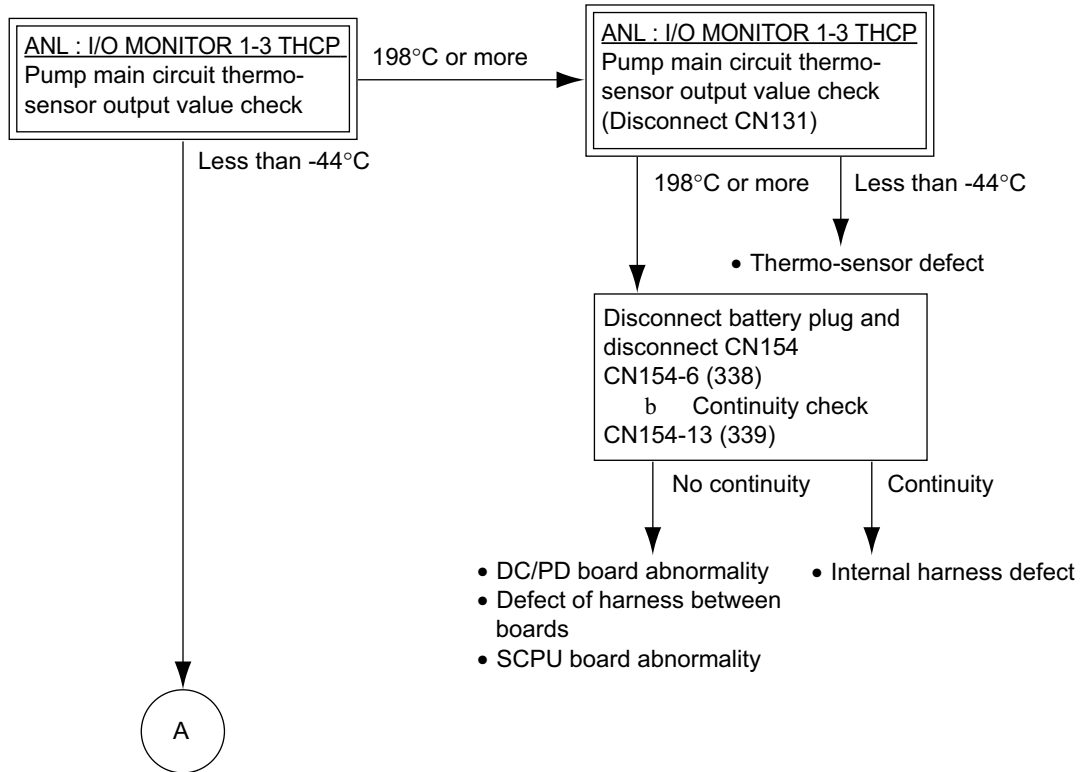 ANL : I/O MONITOR 1-3 THCP
Pump main circuit thermo-
sensor output value check
198°C or more
ANL : I/O MONITOR 1-3 THCP
Pump main circuit thermo-
sensor output value check
(Disconnect CN131)
Less than -44°C
198°C or more
Less than -44°C
• Thermo-sensor defect
Disconnect battery plug and
disconnect CN154
CN154-6 (338)
b Continuity check
CN154-13 (339)
No continuity
Continuity
• DC/PD board abnormality
• Defect of harness between
boards
• SCPU board abnormality
• Internal harness defect
A